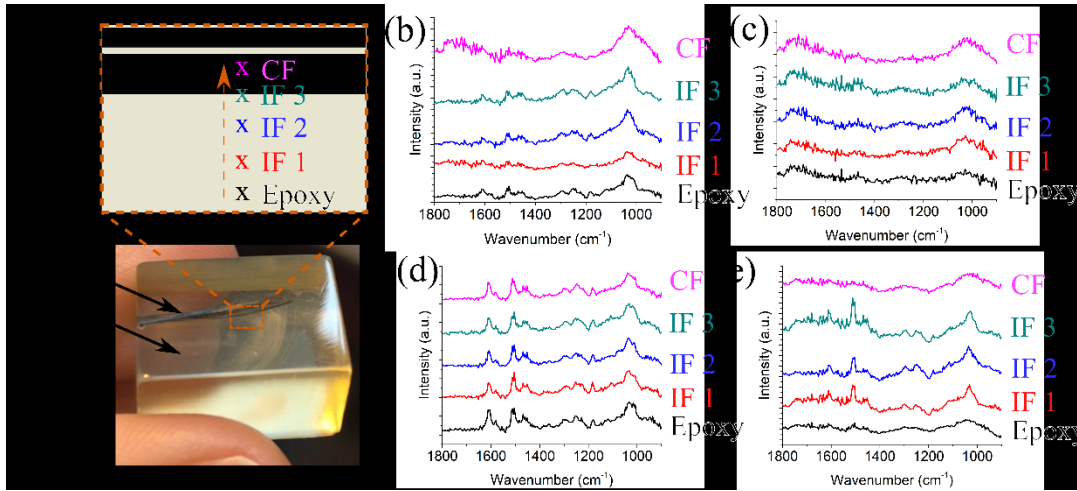 x CF
x IF 3
x IF 2
x IF 1
x Epoxy
(b)
Intensity (a.u.)
CF
IF 3
IF 2
IF 1
Epoxy
1800 1600 1400 1200 1000
Wavenumber (cm-1)
(c)
Intensity (a.u.)
CF
IF 3
IF 2
IF 1
Epoxy
1800 1600 1400 1200 1000
Wavenumber (cm-1)
(d)
Intensity (a.u.)
CF
IF 3
IF 2
IF 1
Epoxy
1800 1600 1400 1200 1000
Wavenumber (cm-1)
e)
Intensity (a.u.)
CF
IF 3
IF 2
IF 1
Epoxy
1800 1600 1400 1200 1000
Wavenumber (cm-1)